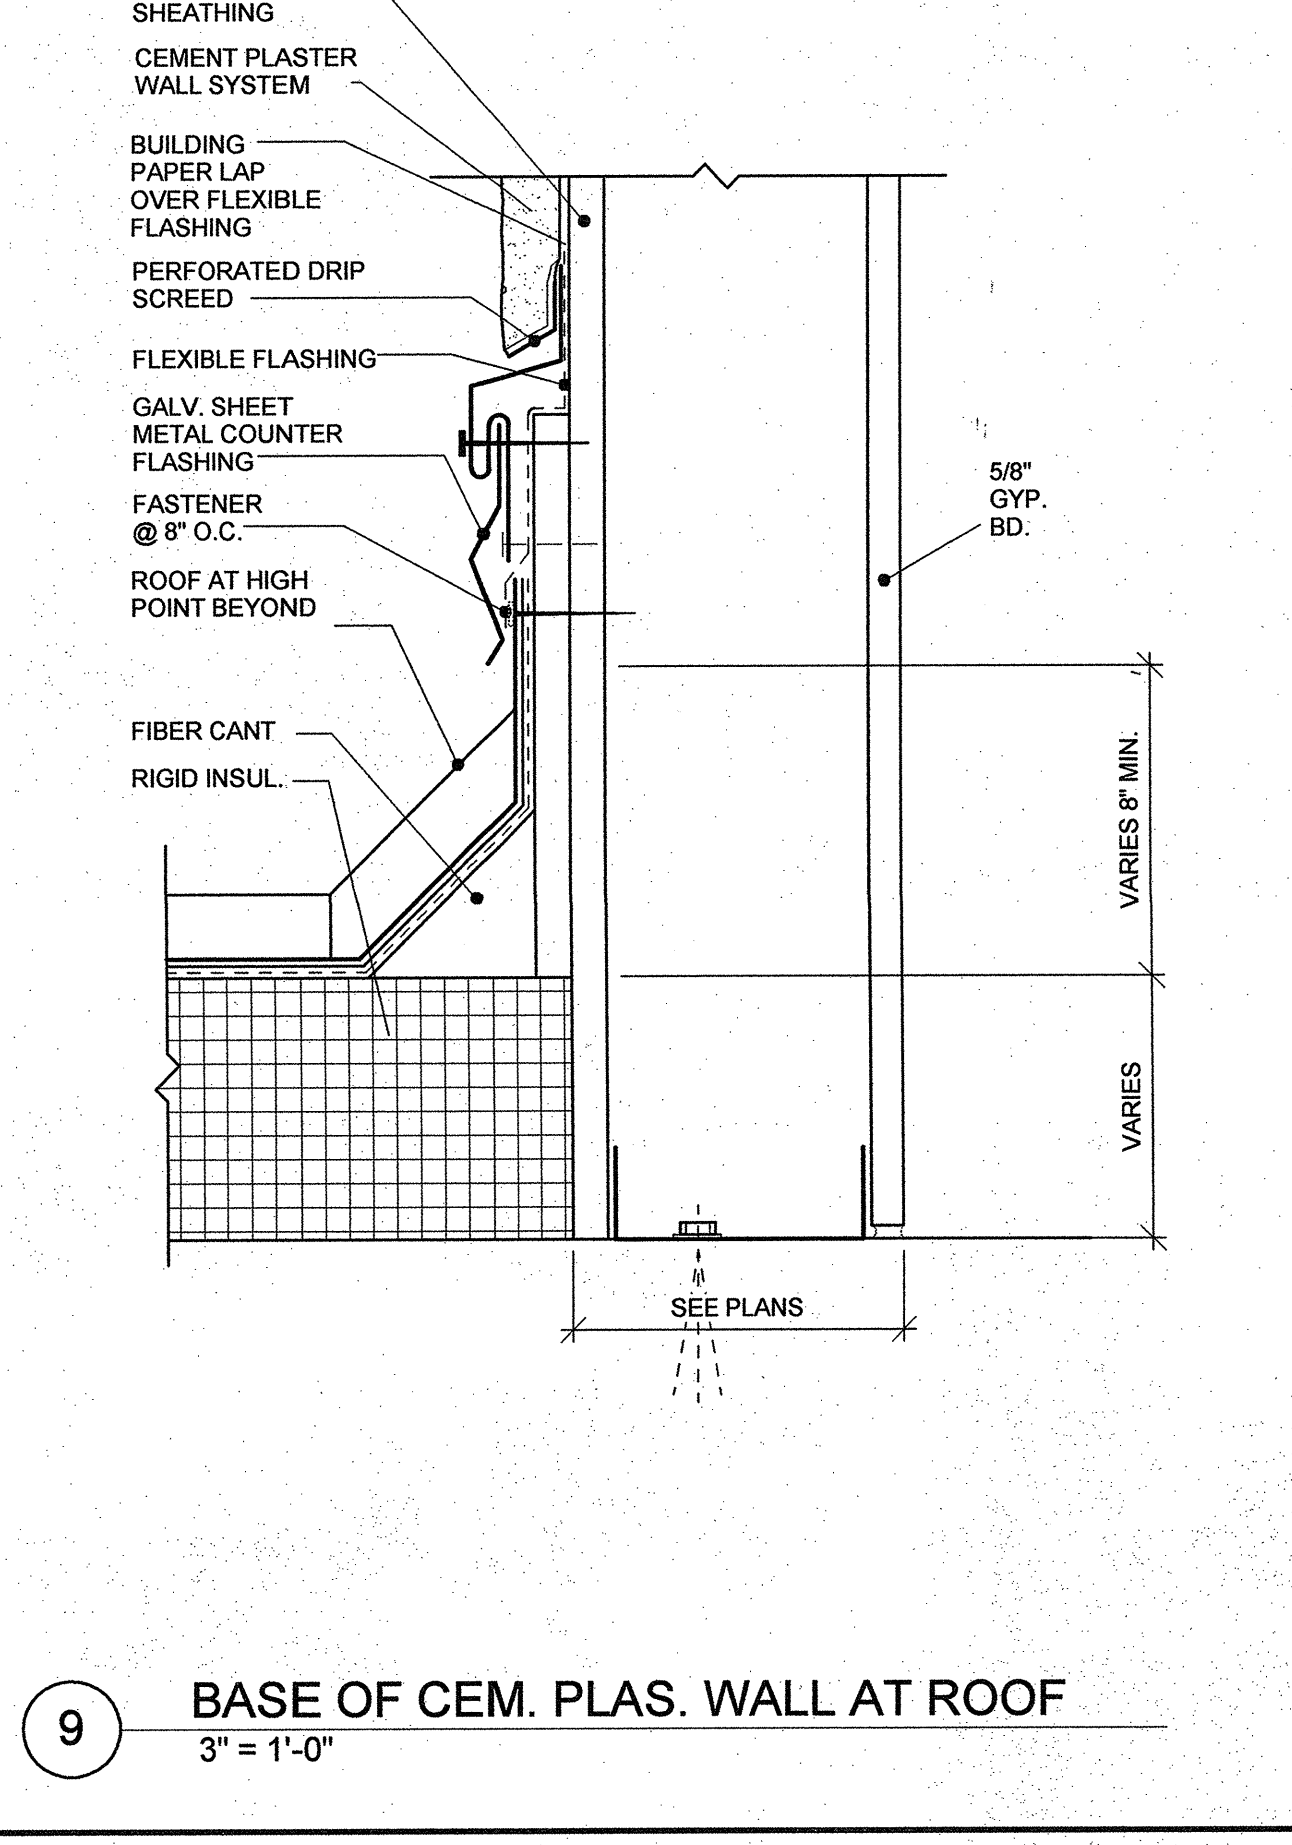 SHEATHING
CEMENT PLASTER
WALL SYSTEM
BUILDING
PAPER LAP
OVER FLEXIBLE
FLASHING
PERFORATED DRIP
SCREED
FLEXIBLE FLASHING
GALV. SHEET
METAL COUNTER
FLASHING
FASTENER
@ 8" O.C.
ROOF AT HIGH
POINT BEYOND
FIBER CANT
RIGID INSUL.
5/8"
GYP.
BD.
VARIES 8" MIN.
VARIES
SEE PLANS
9
BASE OF CEM. PLAS. WALL AT ROOF
3" = 1'-0"